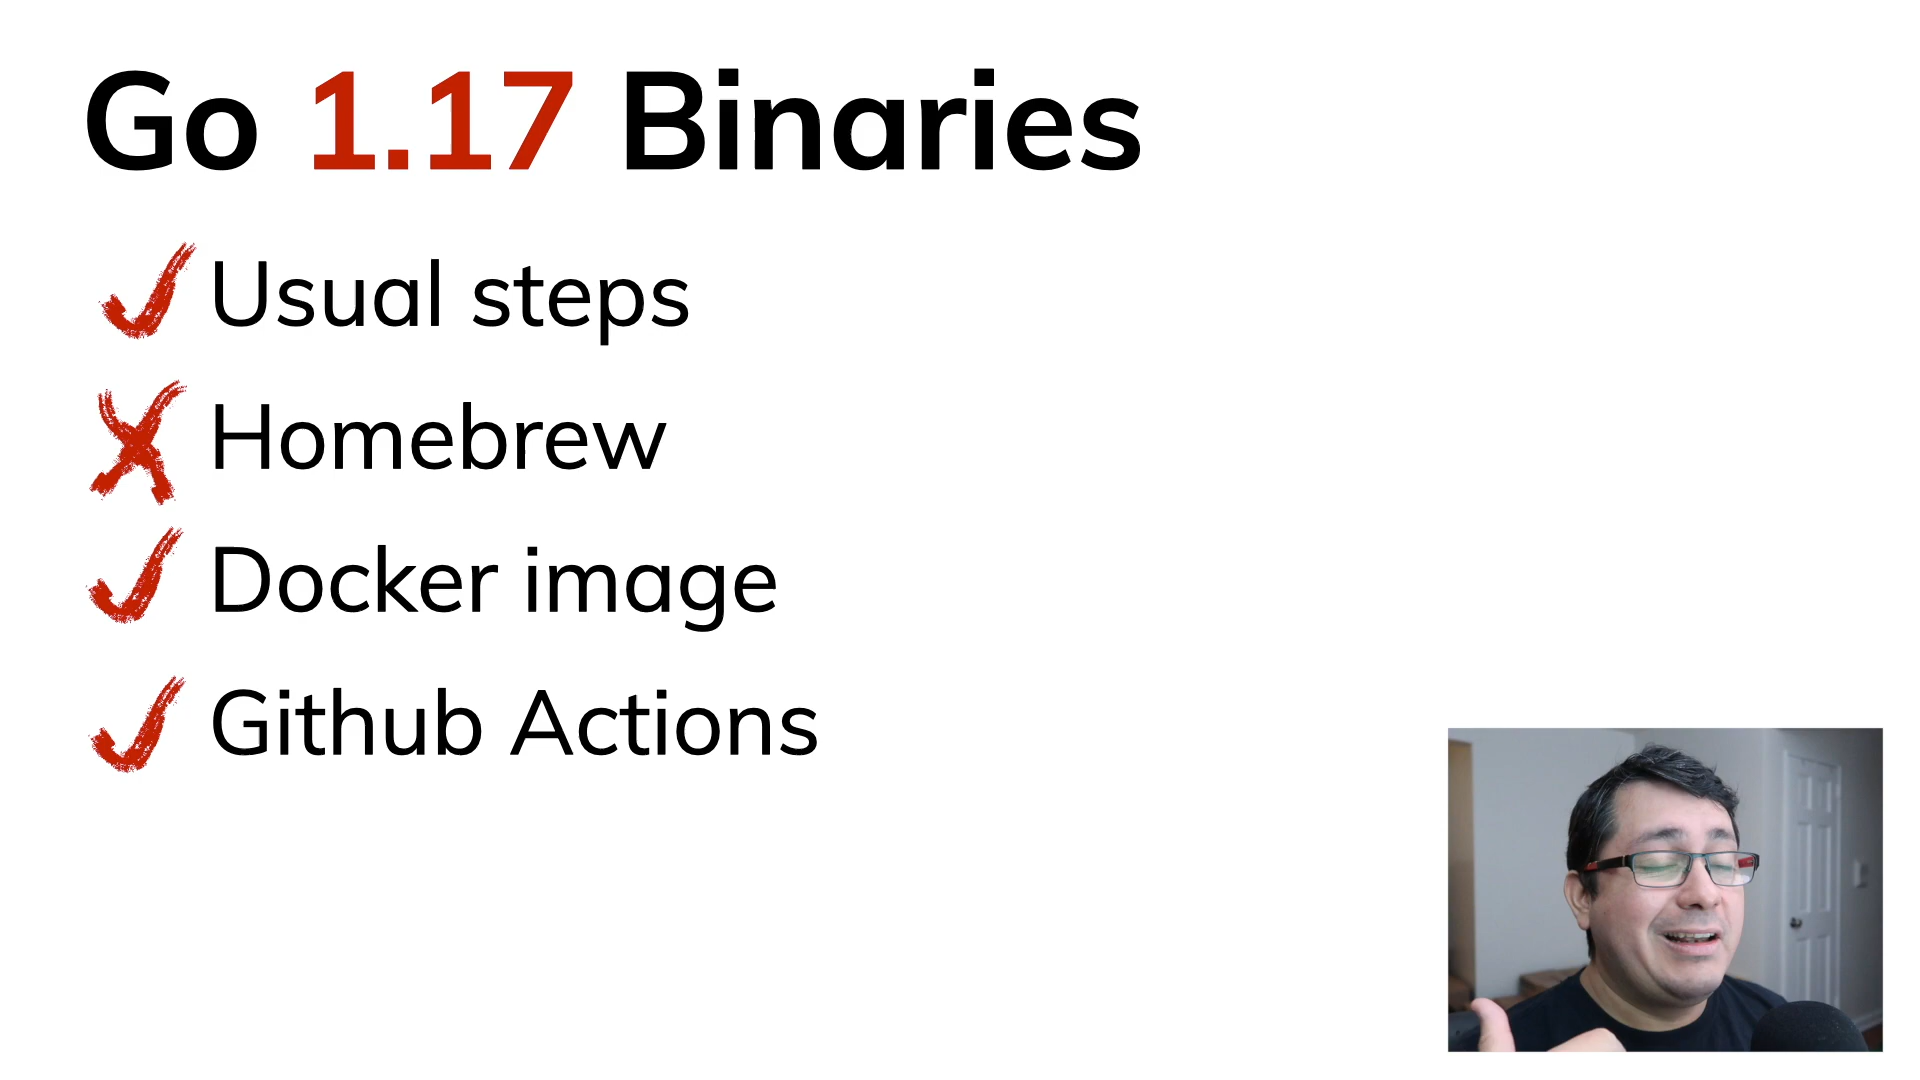 Go 1.17 Binaries
Usual steps
Homebrew
Docker image
Github Actions